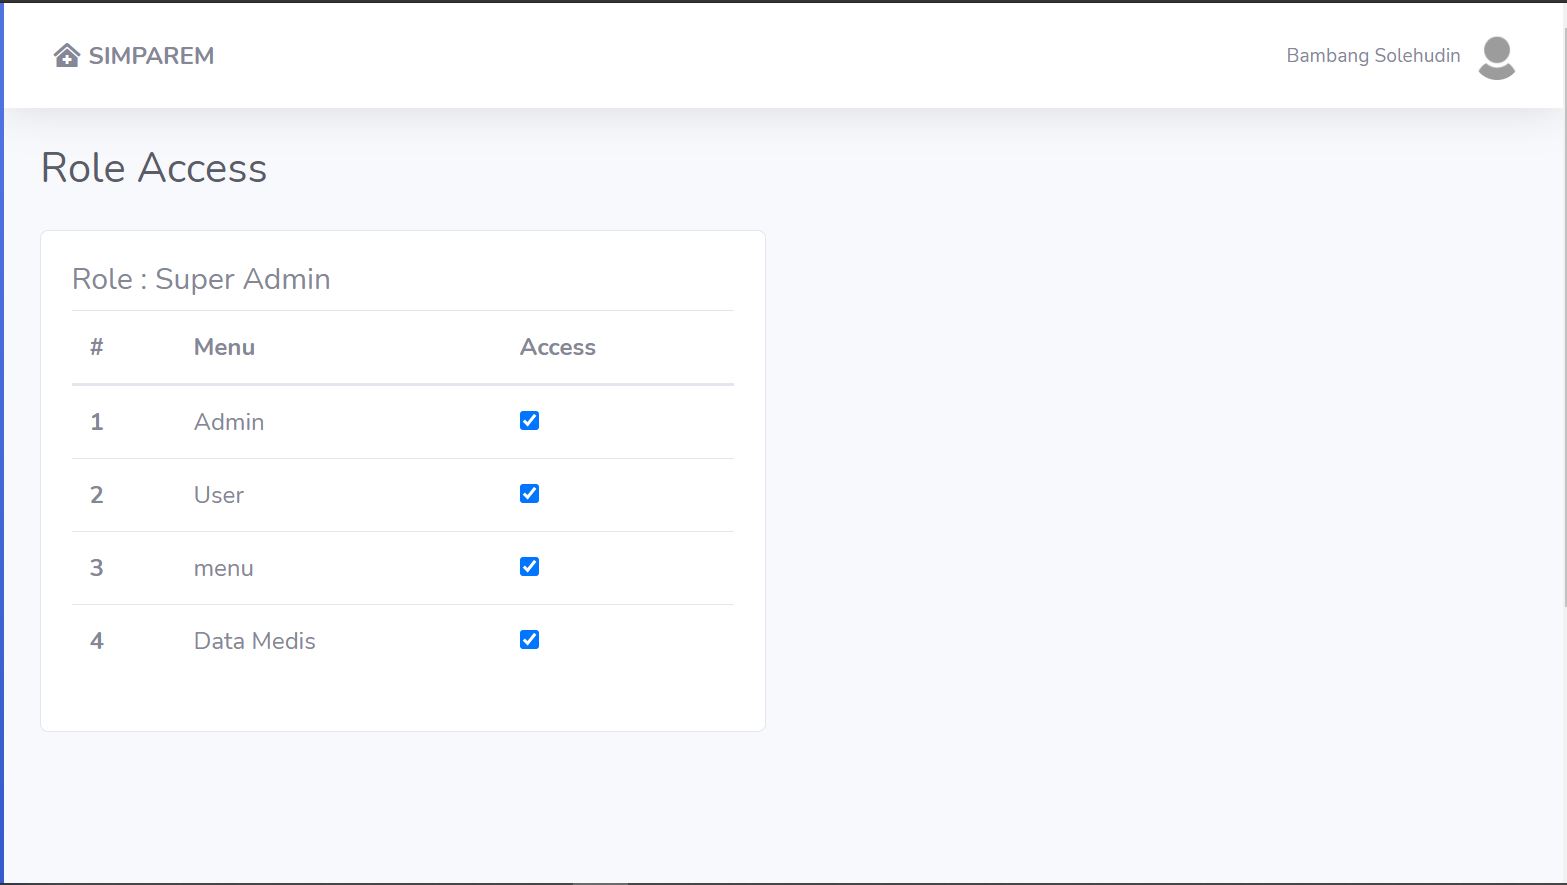 SIMPAREM
Bambang Solehudin
Role Access
Role : Super Admin
# Menu Access
1 Admin
2 User
3 menu
4 Data Medis